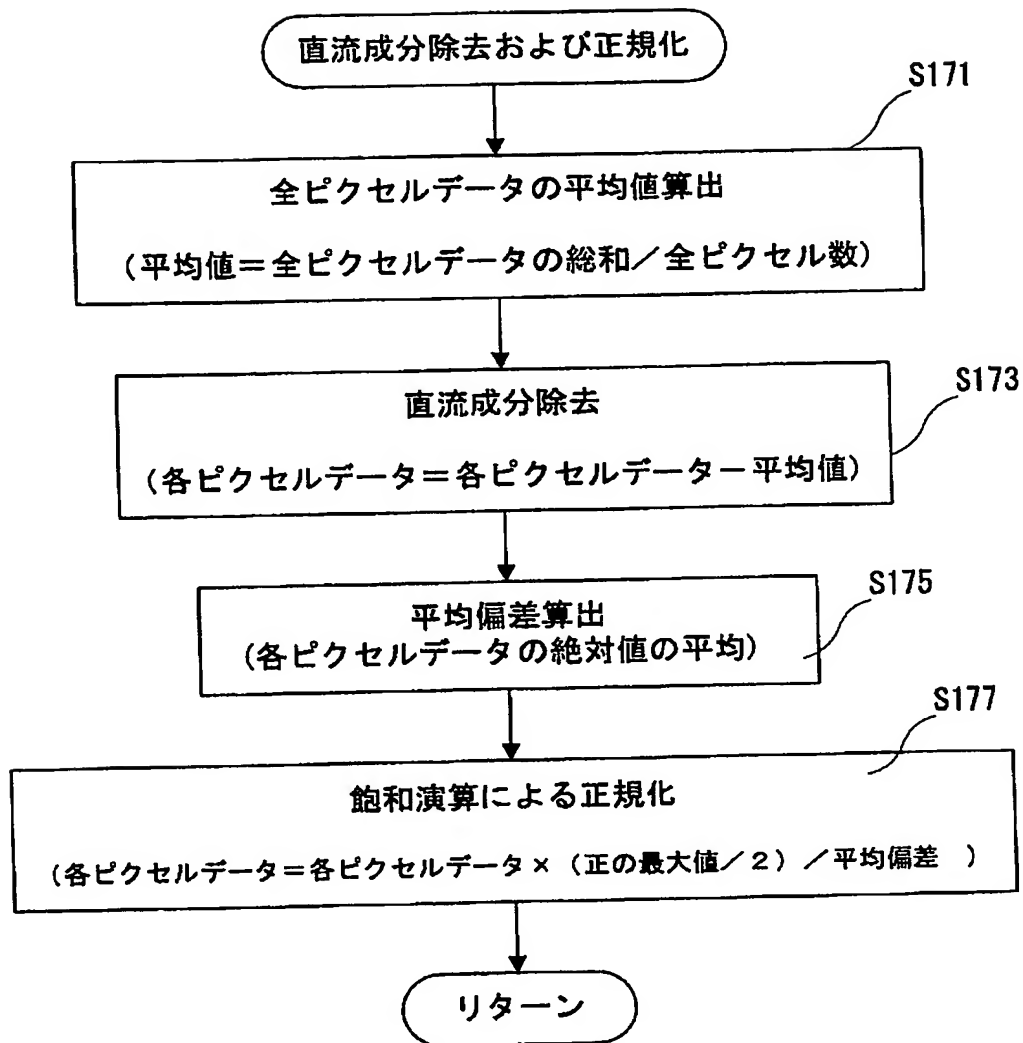 直流成分除去および正規化
S171
全ピクセルデータの平均値算出
(平均値＝全ピクセルデータの総和／全ピクセル数)
S173
直流成分除去
(各ピクセルデータ＝各ピクセルデータ－平均値)
S175
平均偏差算出
(各ピクセルデータの絶対値の平均)
S177
飽和演算による正規化
(各ピクセルデータ＝各ピクセルデータ×(正の最大値／２)／平均偏差 )
リターン